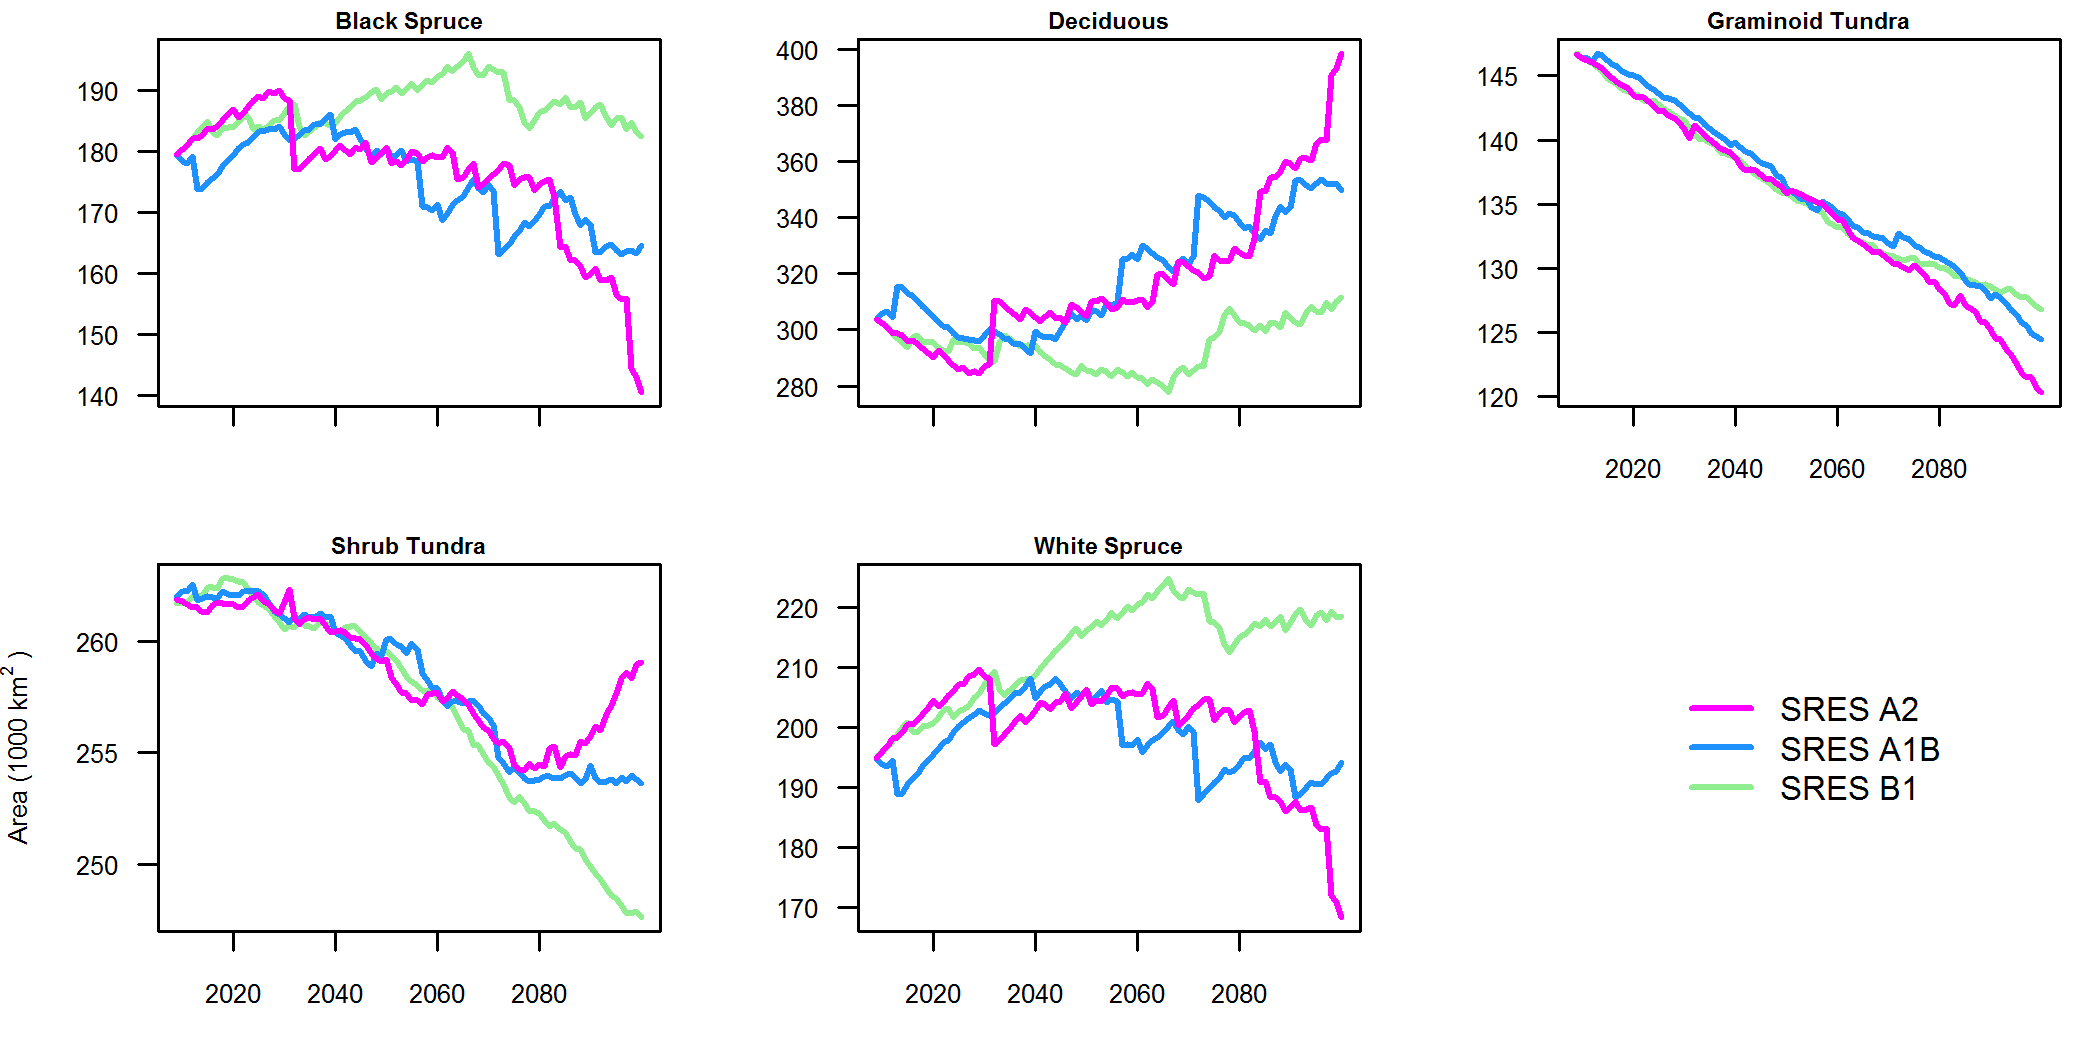 Black Spruce
190
180
170
160
150
140
Deciduous
400
380
360
340
320
300
280
Graminoid Tundra
145
140
135
130
125
120
2020 2040 2060 2080
Shrub Tundra
260
255
250
2020 2040 2060 2080
White Spruce
220
210
200
190
180
170
2020 2040 2060 2080
Area (1000 km²)
SRES A2
SRES A1B
SRES B1